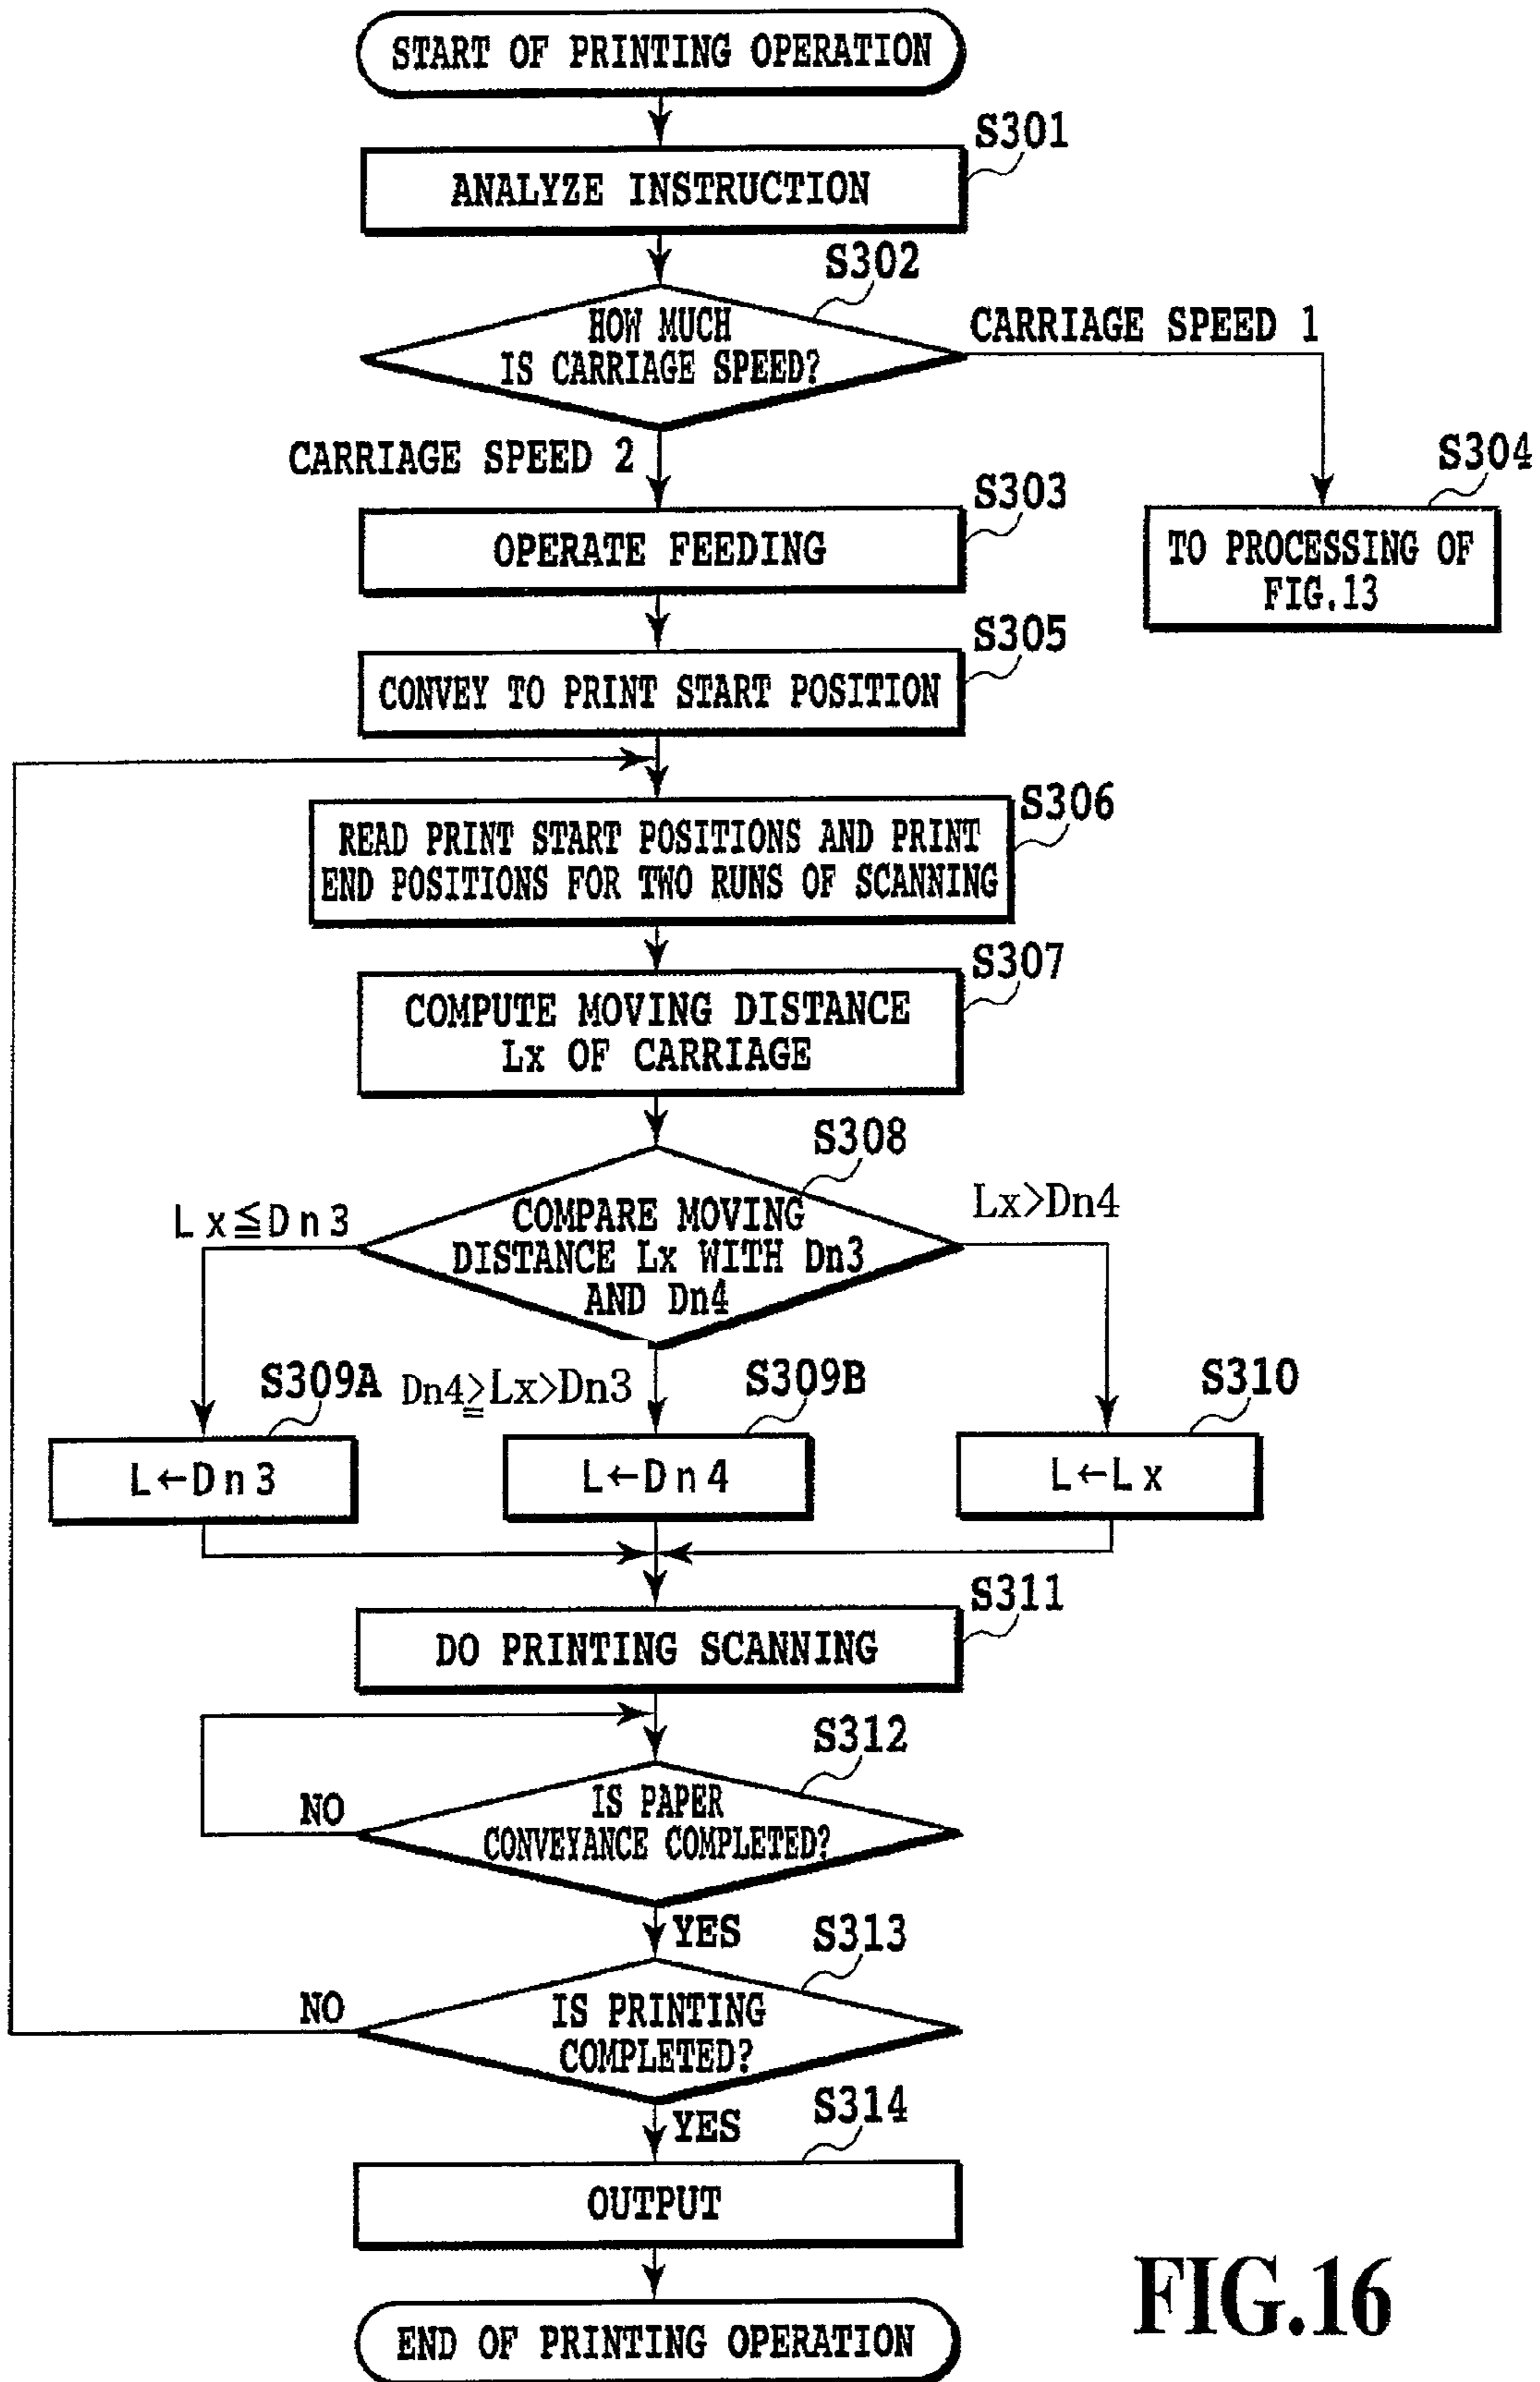 START OF PRINTING OPERATION
S301
ANALYZE INSTRUCTION
S302
HOW MUCH
IS CARRIAGE SPEED?
CARRIAGE SPEED 1
CARRIAGE SPEED 2
S303
OPERATE FEEDING
S304
TO PROCESSING OF
FIG.13
S305
CONVEY TO PRINT START POSITION
S306
READ PRINT START POSITIONS AND PRINT
END POSITIONS FOR TWO RUNS OF SCANNING
S307
COMPUTE MOVING DISTANCE
Lx OF CARRIAGE
S308
COMPARE MOVING
DISTANCE Lx WITH Dn3
AND Dn4
Lx≦Dn3
Lx>Dn4
S309A
Dn4≧Lx>Dn3
S309B
S310
L←Dn3
L←Dn4
L←Lx
S311
DO PRINTING SCANNING
S312
IS PAPER
CONVEYANCE COMPLETED?
NO
YES
S313
IS PRINTING
COMPLETED?
NO
YES
S314
OUTPUT
END OF PRINTING OPERATION
FIG.16